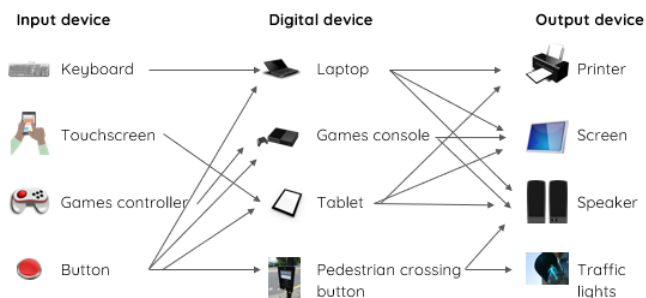 Input device
Digital device
Output device
Keyboard
Laptop
Printer
Touchscreen
Games console
Screen
Games controller
Tablet
Speaker
Button
Pedestrian crossing
button
Traffic
lights